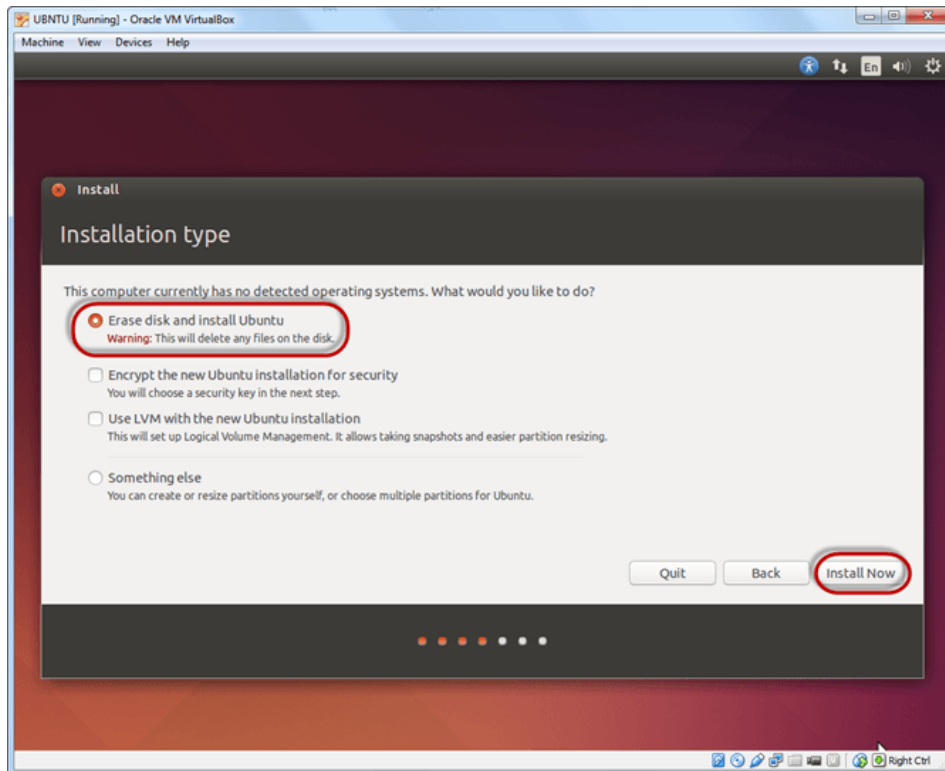 UBNTU [Running] - Oracle VM VirtualBox
Machine View Devices Help
En
Install
Installation type
This computer currently has no detected operating systems. What would you like to do?
Erase disk and install Ubuntu
Warning: This will delete any files on the disk.
Encrypt the new Ubuntu installation for security
You will choose a security key in the next step.
Use LVM with the new Ubuntu installation
This will set up Logical Volume Management. It allows taking snapshots and easier partition resizing.
Something else
You can create or resize partitions yourself, or choose multiple partitions for Ubuntu.
Quit Back Install Now
Right Ctrl